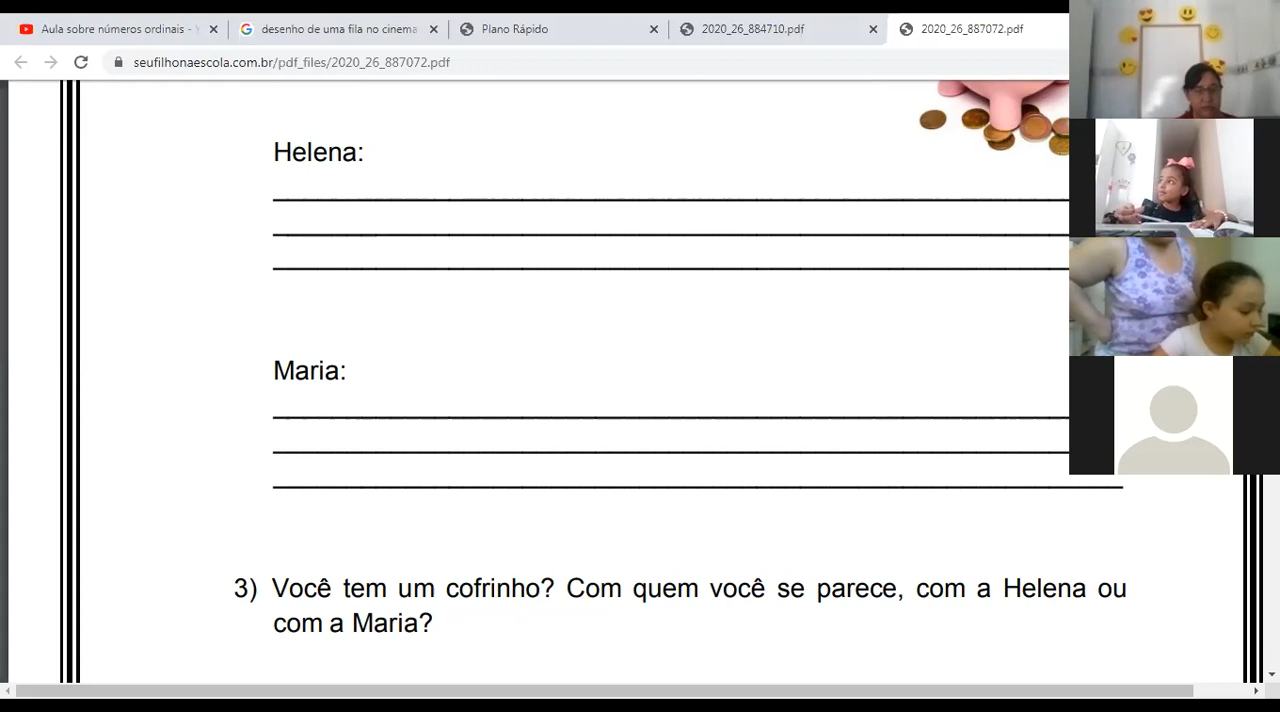 Aula sobre números ordinais -
desenho de uma fila no cinema
Plano Rápido
2020_26_884710.pdf
2020_26_887072.pdf
seufilhonaescola.com.br/pdf_files/2020_26_887072.pdf
Helena:
Maria:
3) Você tem um cofrinho? Com quem você se parece, com a Helena ou
com a Maria?